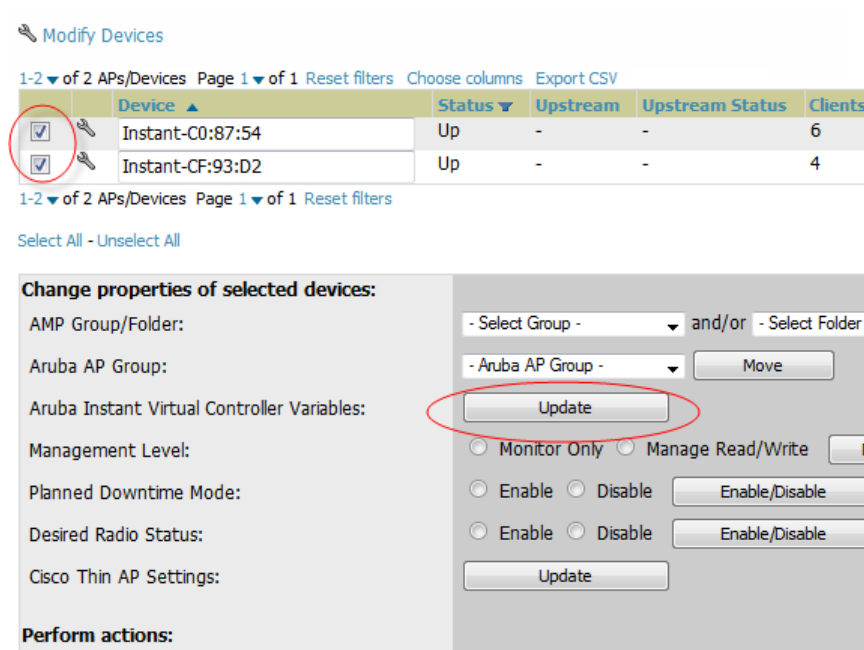 Modify Devices
1-2 of 2 APs/Devices Page 1 of 1 Reset filters Choose columns Export CSV
Device Status Upstream Upstream Status Clients
Instant-C0:87:54 Up - - 6
Instant-CF:93:D2 Up - - 4
1-2 of 2 APs/Devices Page 1 of 1 Reset filters
Select All - Unselect All
Change properties of selected devices:
AMP Group/Folder: - Select Group - and/or - Select Folder
Aruba AP Group: - Aruba AP Group - Move
Aruba Instant Virtual Controller Variables: Update
Management Level: Monitor Only Manage Read/Write
Planned Downtime Mode: Enable Disable Enable/Disable
Desired Radio Status: Enable Disable Enable/Disable
Cisco Thin AP Settings: Update
Perform actions: